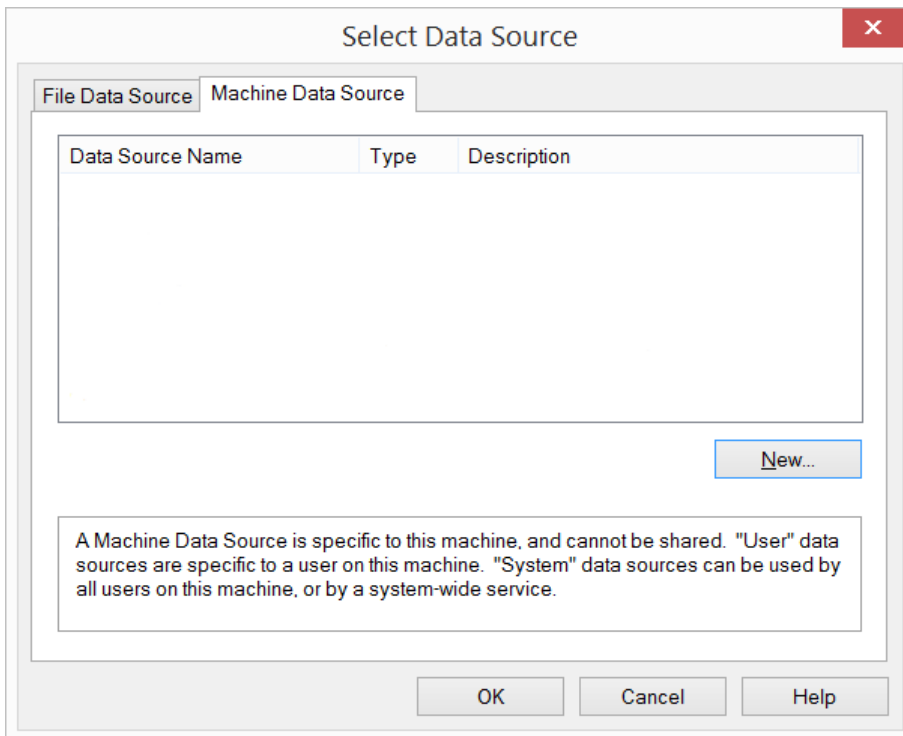 Select Data Source
x
File Data Source Machine Data Source
Data Source Name Type Description
New...
A Machine Data Source is specific to this machine, and cannot be shared. "User" data
sources are specific to a user on this machine. "System" data sources can be used by
all users on this machine, or by a system-wide service.
OK Cancel Help